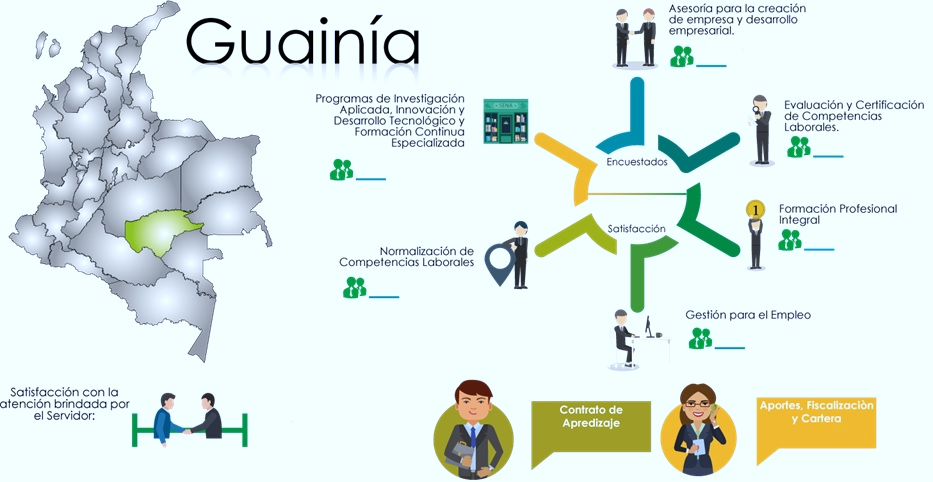 Guainía
Asesoría para la creación
de empresa y desarrollo
empresarial.
Programas de Investigación
Aplicada, Innovación y
Desarrollo Tecnológico y
Formación Continua
Especializada
Evaluación y Certificación
de Competencias
Laborales.
Encuestados
Satisfacción
Formación Profesional
Integral
1
Normalización de
Competencias Laborales
Gestión para el Empleo
Satisfacción con la
atención brindada por
el Servidor:
Contrato de
Apredizaje
Aportes, Fiscalizaciòn
y Cartera